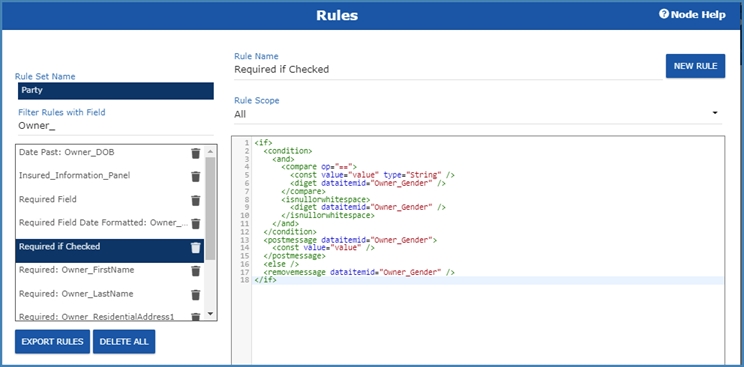 Rules
Node Help
Rule Set Name
Party
Filter Rules with Field
Owner_
Date Past: Owner_DOB
Insured_Information_Panel
Required Field
Required Field Date Formatted: Owner_...
Required if Checked
Required: Owner_FirstName
Required: Owner_LastName
Required: Owner_ResidentialAddress1
EXPORT RULES
DELETE ALL
Rule Name
Required if Checked
NEW RULE
Rule Scope
All
1 <if>
2 <condition>
3 <and>
4 <compare op="==">
5 <const value="value" type="String" />
6 <diget dataitemid="Owner_Gender" />
7 </compare>
8 <isnullorwhitespace>
9 <diget dataitemid="Owner_Gender" />
10 </isnullorwhitespace>
11 </and>
12 </condition>
13 <postmessage dataitemid="Owner_Gender">
14 <const value="value" />
15 </postmessage>
16 <else />
17 <removemessage dataitemid="Owner_Gender" />
18 </if>